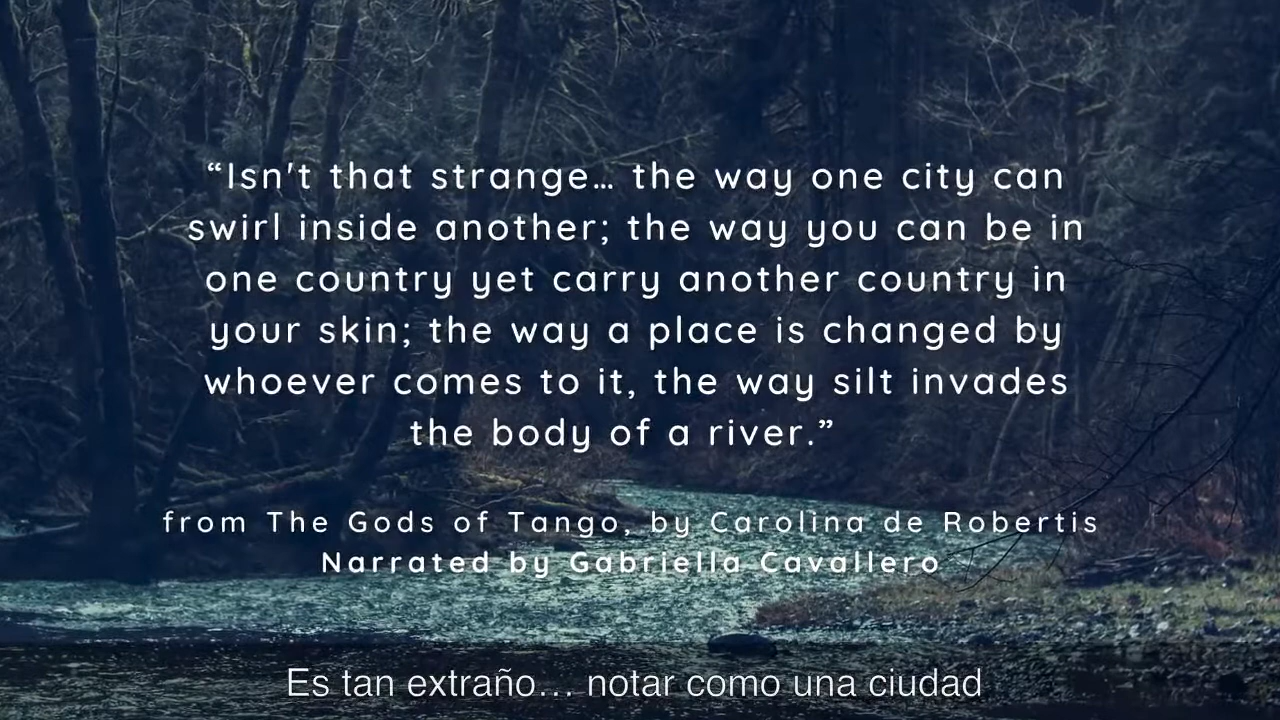 “Isn't that strange… the way one city can
swirl inside another; the way you can be in
one country yet carry another country in
your skin; the way a place is changed by
whoever comes to it, the way silt invades
the body of a river.”
from The Gods of Tango, by Carolina de Robertis
Narrated by Gabriella Cavallero
Es tan extraño… notar como una ciudad